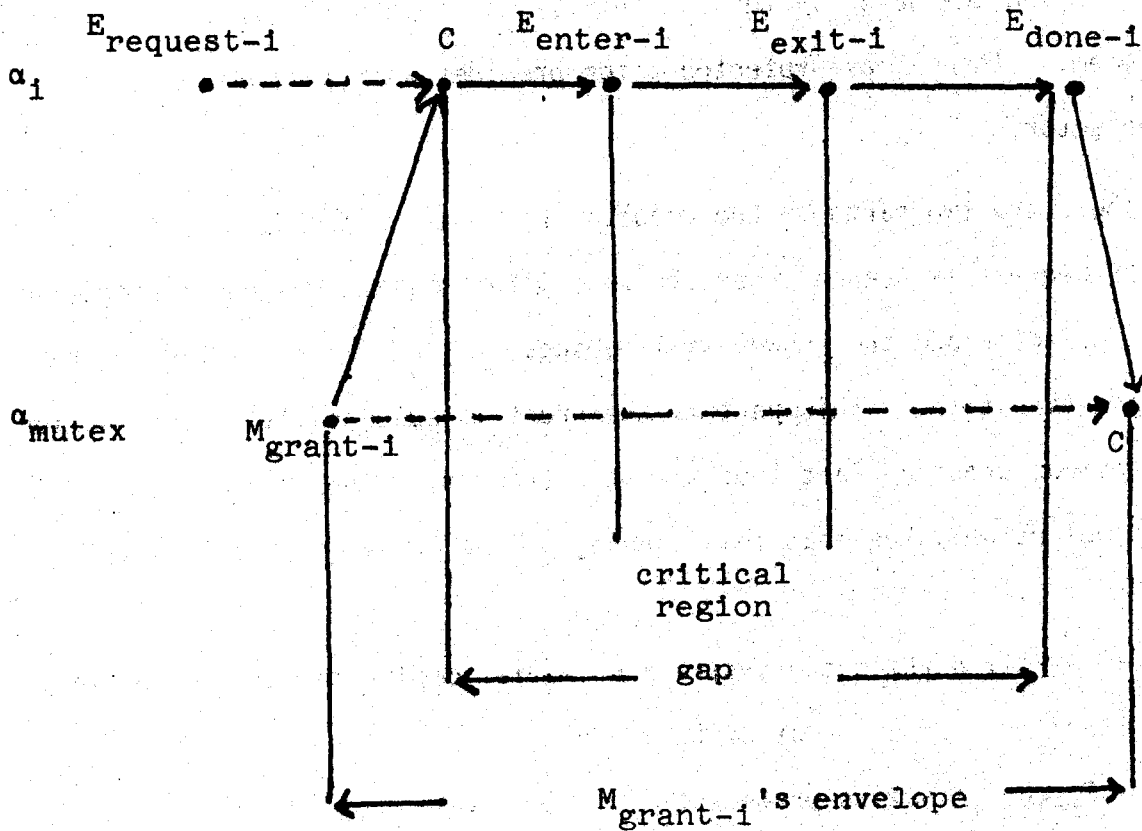 E_request-i C E_enter-i E_exit-i E_done-i
α_i
α_mutex M_grant-i C
critical
region
gap
M_grant-i's envelope